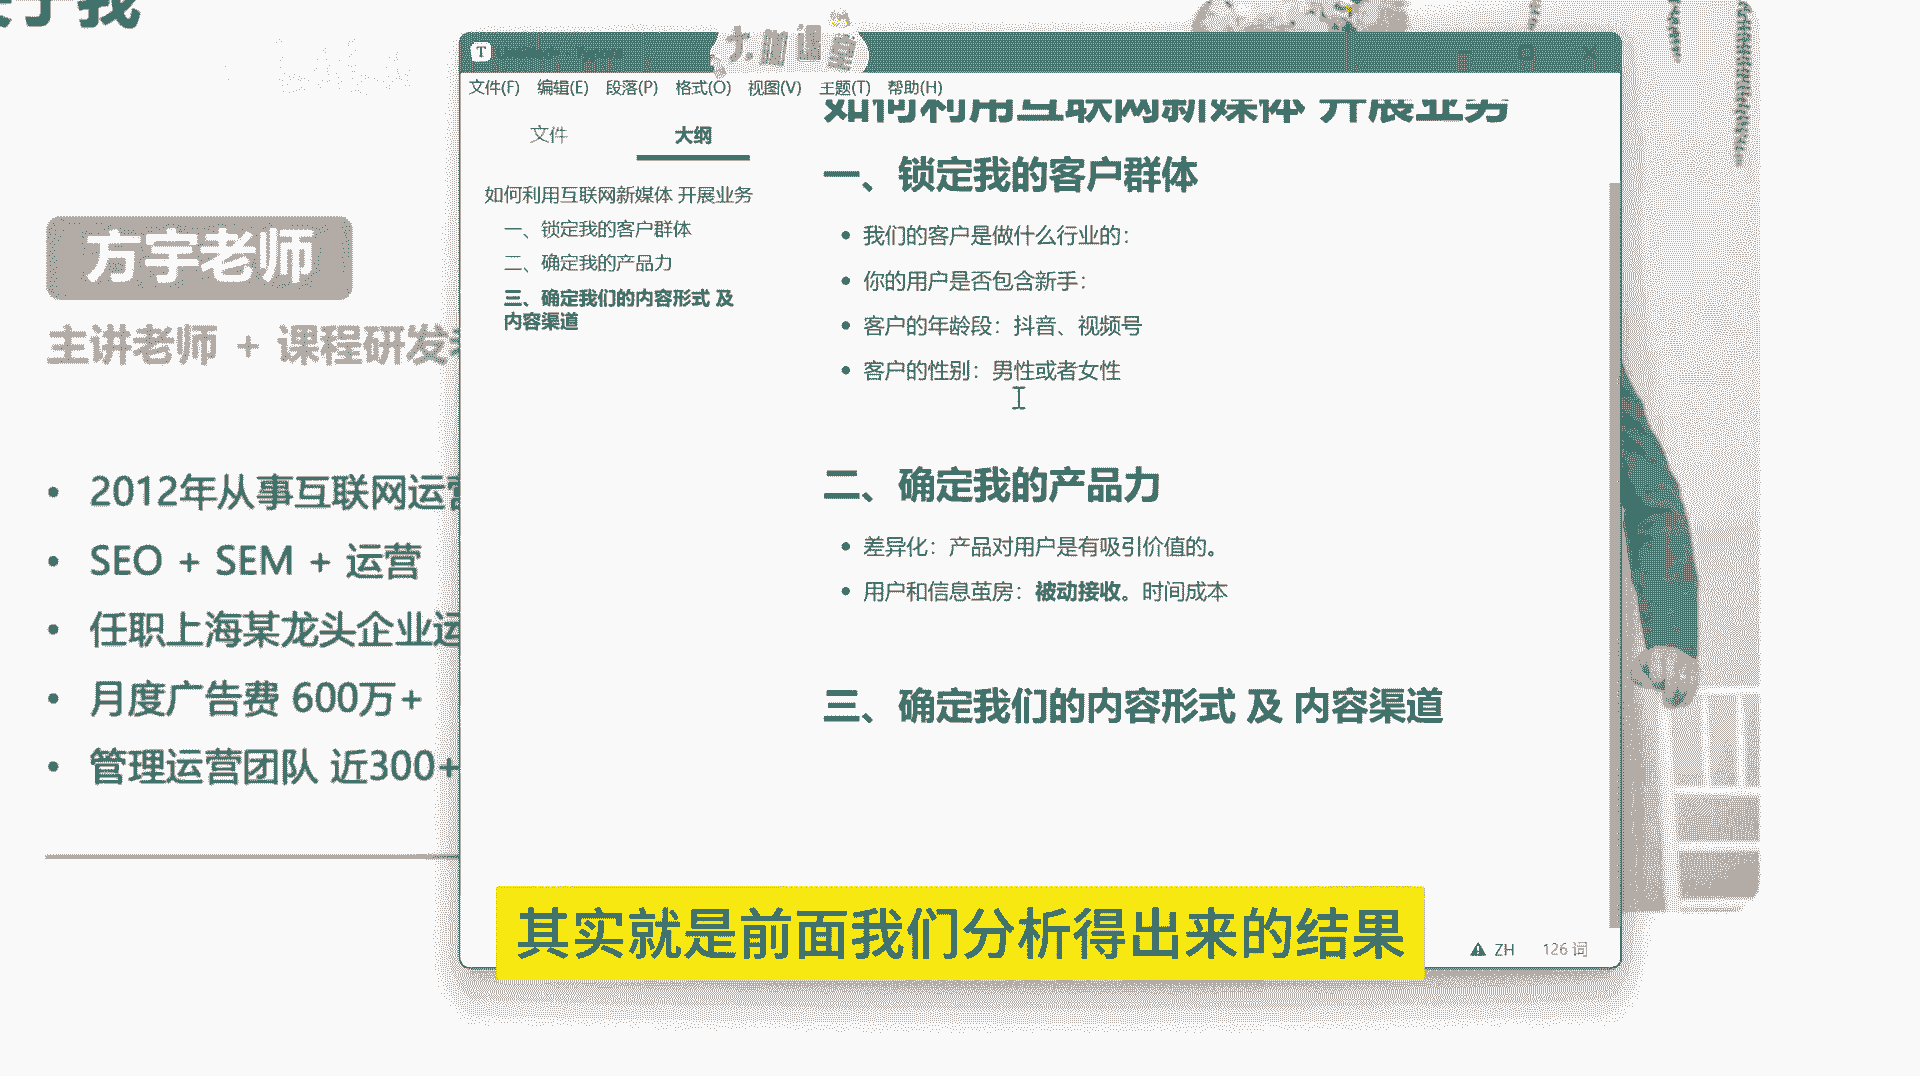 关于我
方宇老师
主讲老师 + 课程研发
2012年从事互联网运营
SEO + SEM + 运营
任职上海某龙头企业运
月度广告费 600万+
管理运营团队 近300+
大咖课堂
文件(F) 编辑(E) 段落(P) 格式(O) 视图(V) 主题(T) 帮助(H)
文件 大纲
如何利用互联网新媒体 开展业务
一、锁定我的客户群体
二、确定我的产品力
三、确定我们的内容形式 及
内容渠道
如何利用互联网新媒体 开展业务
一、锁定我的客户群体
我们的客户是做什么行业的：
你的用户是否包含新手：
客户的年龄段：抖音、视频号
客户的性别：男性或者女性
二、确定我的产品力
差异化：产品对用户是有吸引价值的。
用户和信息茧房：被动接收。时间成本
三、确定我们的内容形式 及 内容渠道
其实就是前面我们分析得出来的结果
ZH 126 词